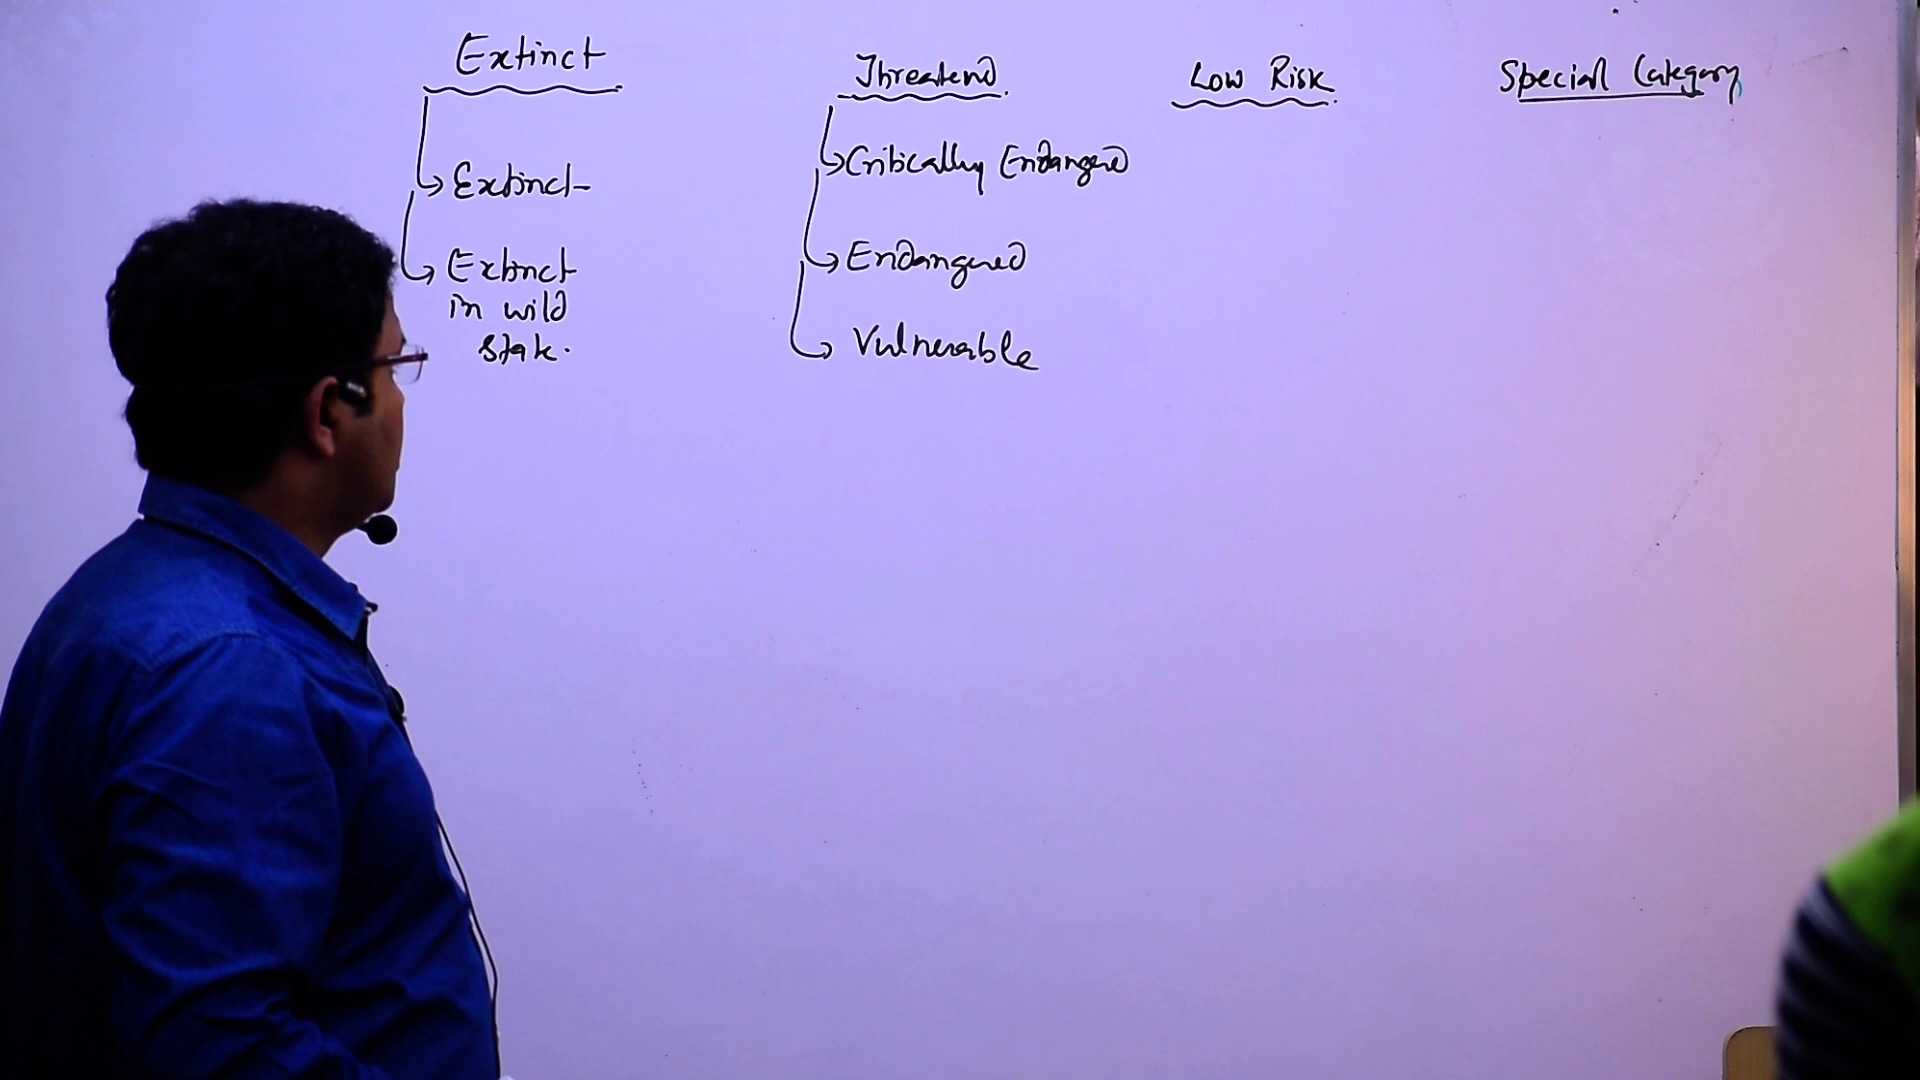 Extinct
Extinct
Extinct
in wild
state.
Threatend.
Critically Endangered
Endangered
Vulnerable
Low Risk.
Special Category